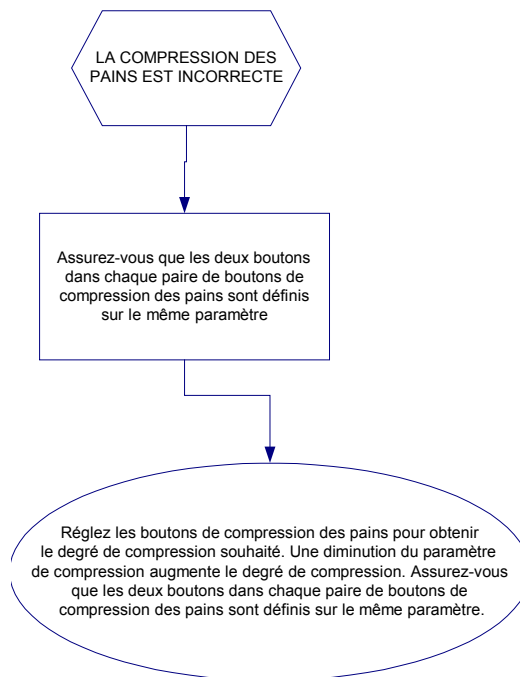 LA COMPRESSION DES
PAINS EST INCORRECTE
Assurez-vous que les deux boutons
dans chaque paire de boutons de
compression des pains sont définis
sur le même paramètre
Réglez les boutons de compression des pains pour obtenir
le degré de compression souhaité. Une diminution du paramètre
de compression augmente le degré de compression. Assurez-vous
que les deux boutons dans chaque paire de boutons de
compression des pains sont définis sur le même paramètre.